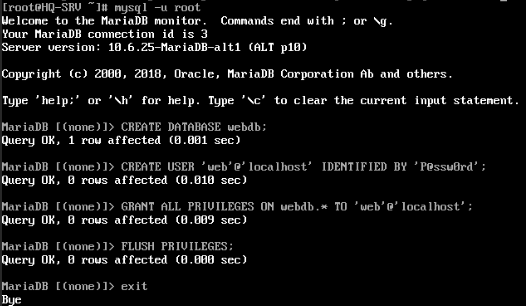 [root@HQ-SRV ~]# mysql -u root
Welcome to the MariaDB monitor.  Commands end with ; or \g.
Your MariaDB connection id is 3
Server version: 10.6.25-MariaDB-alt1 (ALT p10)
Copyright (c) 2000, 2018, Oracle, MariaDB Corporation Ab and others.
Type 'help;' or '\h' for help. Type '\c' to clear the current input statement.
MariaDB [(none)]> CREATE DATABASE webdb;
Query OK, 1 row affected (0.001 sec)
MariaDB [(none)]> CREATE USER 'web'@'localhost' IDENTIFIED BY 'P@ssw0rd';
Query OK, 0 rows affected (0.010 sec)
MariaDB [(none)]> GRANT ALL PRIVILEGES ON webdb.* TO 'web'@'localhost';
Query OK, 0 rows affected (0.009 sec)
MariaDB [(none)]> FLUSH PRIVILEGES;
Query OK, 0 rows affected (0.000 sec)
MariaDB [(none)]> exit
Bye